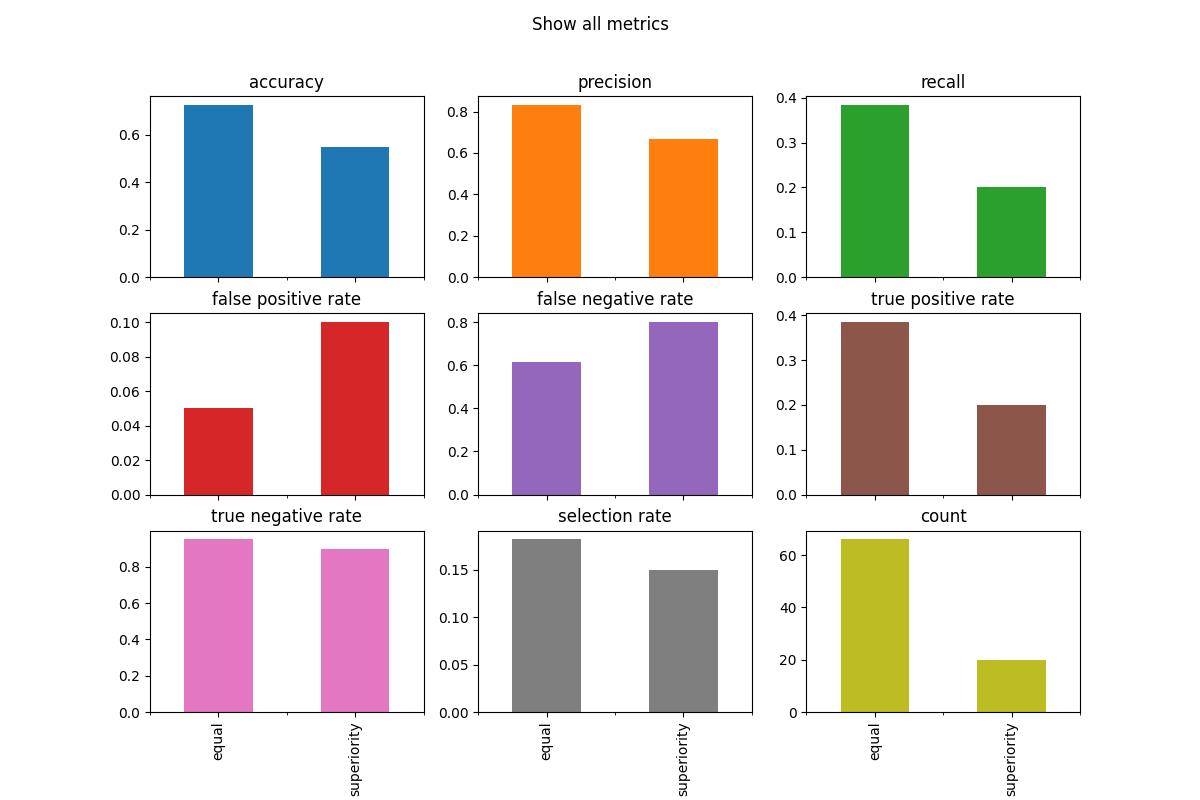 Show all metrics
accuracy
0.6
0.4
0.2
0.0
precision
0.8
0.6
0.4
0.2
0.0
recall
0.4
0.3
0.2
0.1
0.0
false positive rate
0.10
0.08
0.06
0.04
0.02
0.00
false negative rate
0.8
0.6
0.4
0.2
0.0
true positive rate
0.4
0.3
0.2
0.1
0.0
true negative rate
0.8
0.6
0.4
0.2
0.0
equal
superiority
selection rate
0.15
0.10
0.05
0.00
equal
superiority
count
60
40
20
0
equal
superiority